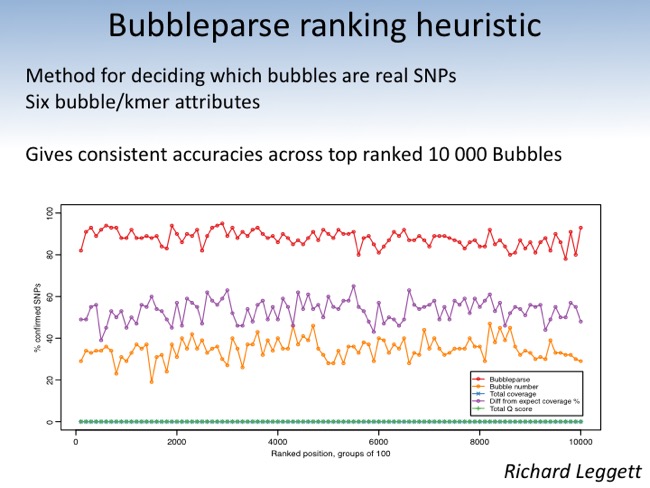 Bubbleparse ranking heuristic
Method for deciding which bubbles are real SNPs
Six bubble/kmer attributes
Gives consistent accuracies across top ranked 10 000 Bubbles
% confirmed SNPs
100
80
60
40
20
0
Bubbleparse
Bubble number
Total coverage
Diff from expect coverage %
Total Q score
0 2000 4000 6000 8000 10000
Ranked position, groups of 100
Richard Leggett